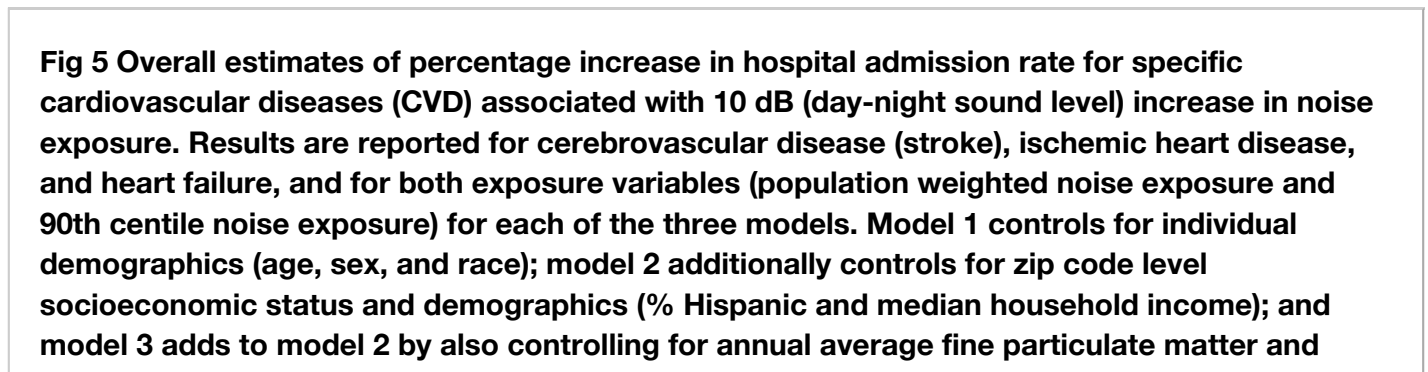 Fig 5 Overall estimates of percentage increase in hospital admission rate for specific
cardiovascular diseases (CVD) associated with 10 dB (day-night sound level) increase in noise
exposure. Results are reported for cerebrovascular disease (stroke), ischemic heart disease,
and heart failure, and for both exposure variables (population weighted noise exposure and
90th centile noise exposure) for each of the three models. Model 1 controls for individual
demographics (age, sex, and race); model 2 additionally controls for zip code level
socioeconomic status and demographics (% Hispanic and median household income); and
model 3 adds to model 2 by also controlling for annual average fine particulate matter and